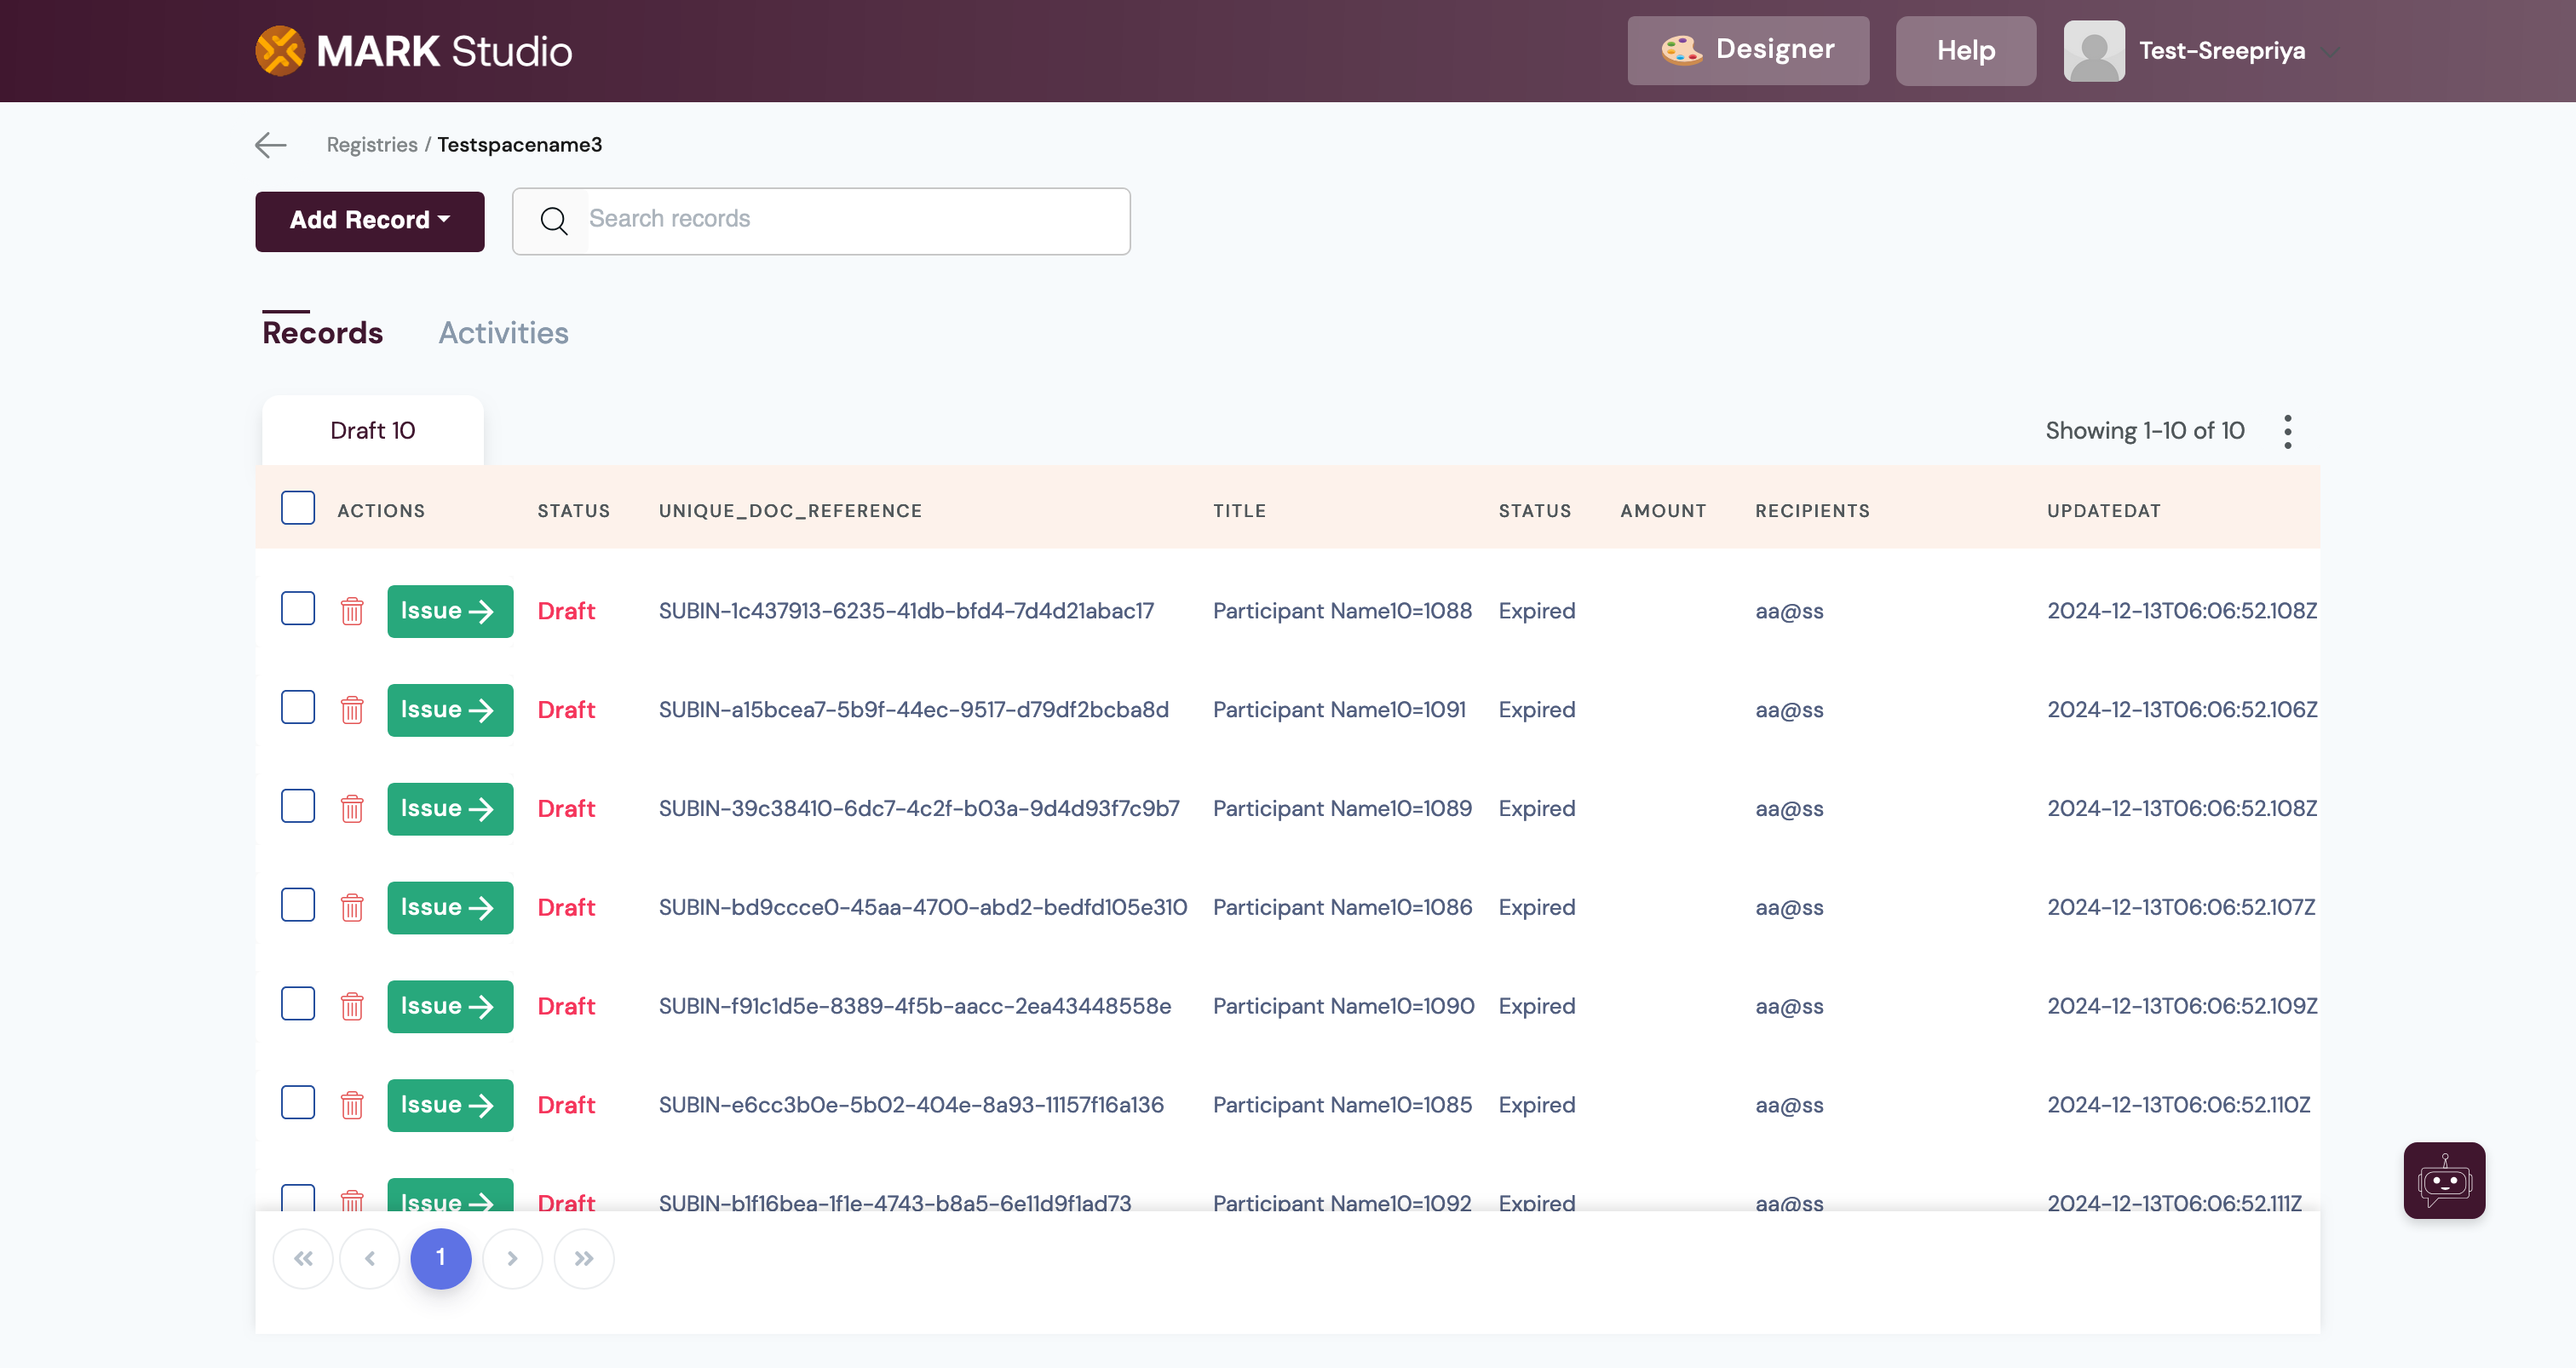 MARK Studio
Designer
Help
Test-Sreepriya
Registries / Testspacename3
Add Record
Search records
Records Activities
Draft 10
Showing 1-10 of 10
ACTIONS STATUS UNIQUE_DOC_REFERENCE TITLE STATUS AMOUNT RECIPIENTS UPDATEDAT
Issue Draft SUBIN-1c437913-6235-41db-bfd4-7d4d21abac17 Participant Name10=1088 Expired aa@ss 2024-12-13T06:06:52.108Z
Issue Draft SUBIN-a15bcea7-5b9f-44ec-9517-d79df2bcba8d Participant Name10=1091 Expired aa@ss 2024-12-13T06:06:52.106Z
Issue Draft SUBIN-39c38410-6dc7-4c2f-b03a-9d4d93f7c9b7 Participant Name10=1089 Expired aa@ss 2024-12-13T06:06:52.108Z
Issue Draft SUBIN-bd9ccce0-45aa-4700-abd2-bedfd105e310 Participant Name10=1086 Expired aa@ss 2024-12-13T06:06:52.107Z
Issue Draft SUBIN-f91c1d5e-8389-4f5b-aacc-2ea43448558e Participant Name10=1090 Expired aa@ss 2024-12-13T06:06:52.109Z
Issue Draft SUBIN-e6cc3b0e-5b02-404e-8a93-11157f16a136 Participant Name10=1085 Expired aa@ss 2024-12-13T06:06:52.110Z
Issue Draft SUBIN-b1f16bea-1f1e-4743-b8a5-6e11d9f1ad73 Participant Name10=1092 Expired aa@ss 2024-12-13T06:06:52.111Z
1